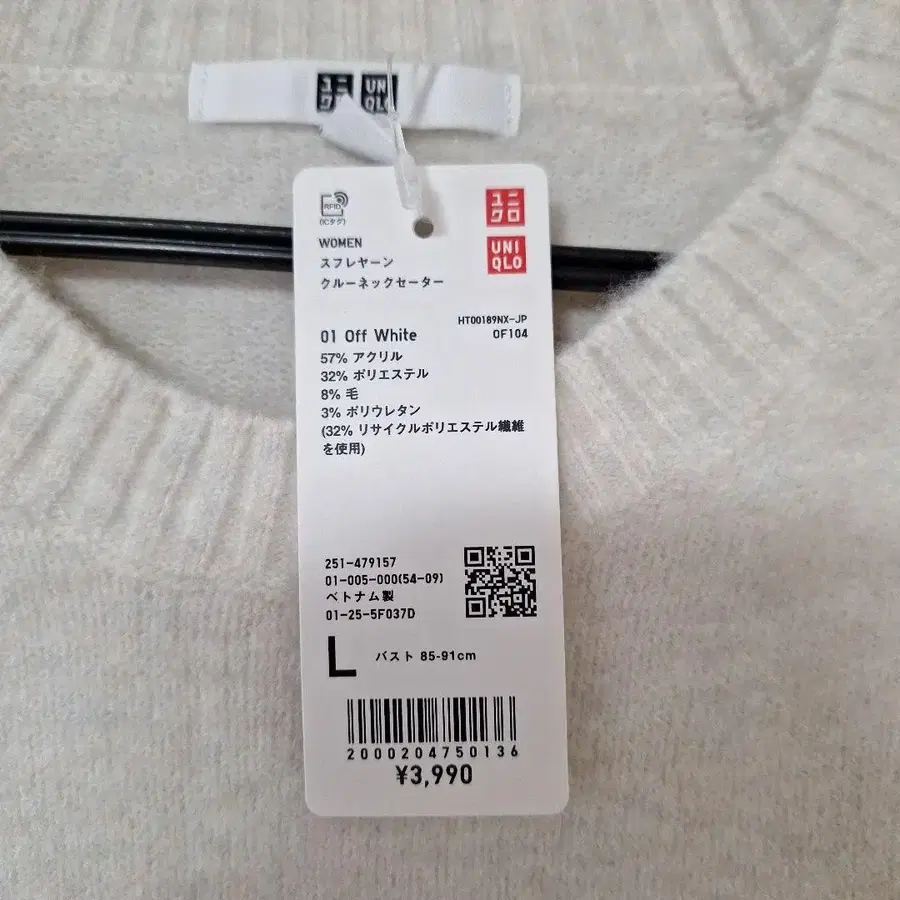 ユニ
クロ
UNI
QLO
RFID
(ICタグ)
ユニ
クロ
UNI
QLO
WOMEN
スフレヤーン
クルーネックセーター
HT00189NX-JP
01 Off White
OF104
57% アクリル
32% ポリエステル
8% 毛
3% ポリウレタン
(32% リサイクルポリエステル繊維
を使用)
251-479157
01-005-000(54-09)
ベトナム製
01-25-5F037D
L バスト 85-91cm
2000204750136
¥3,990